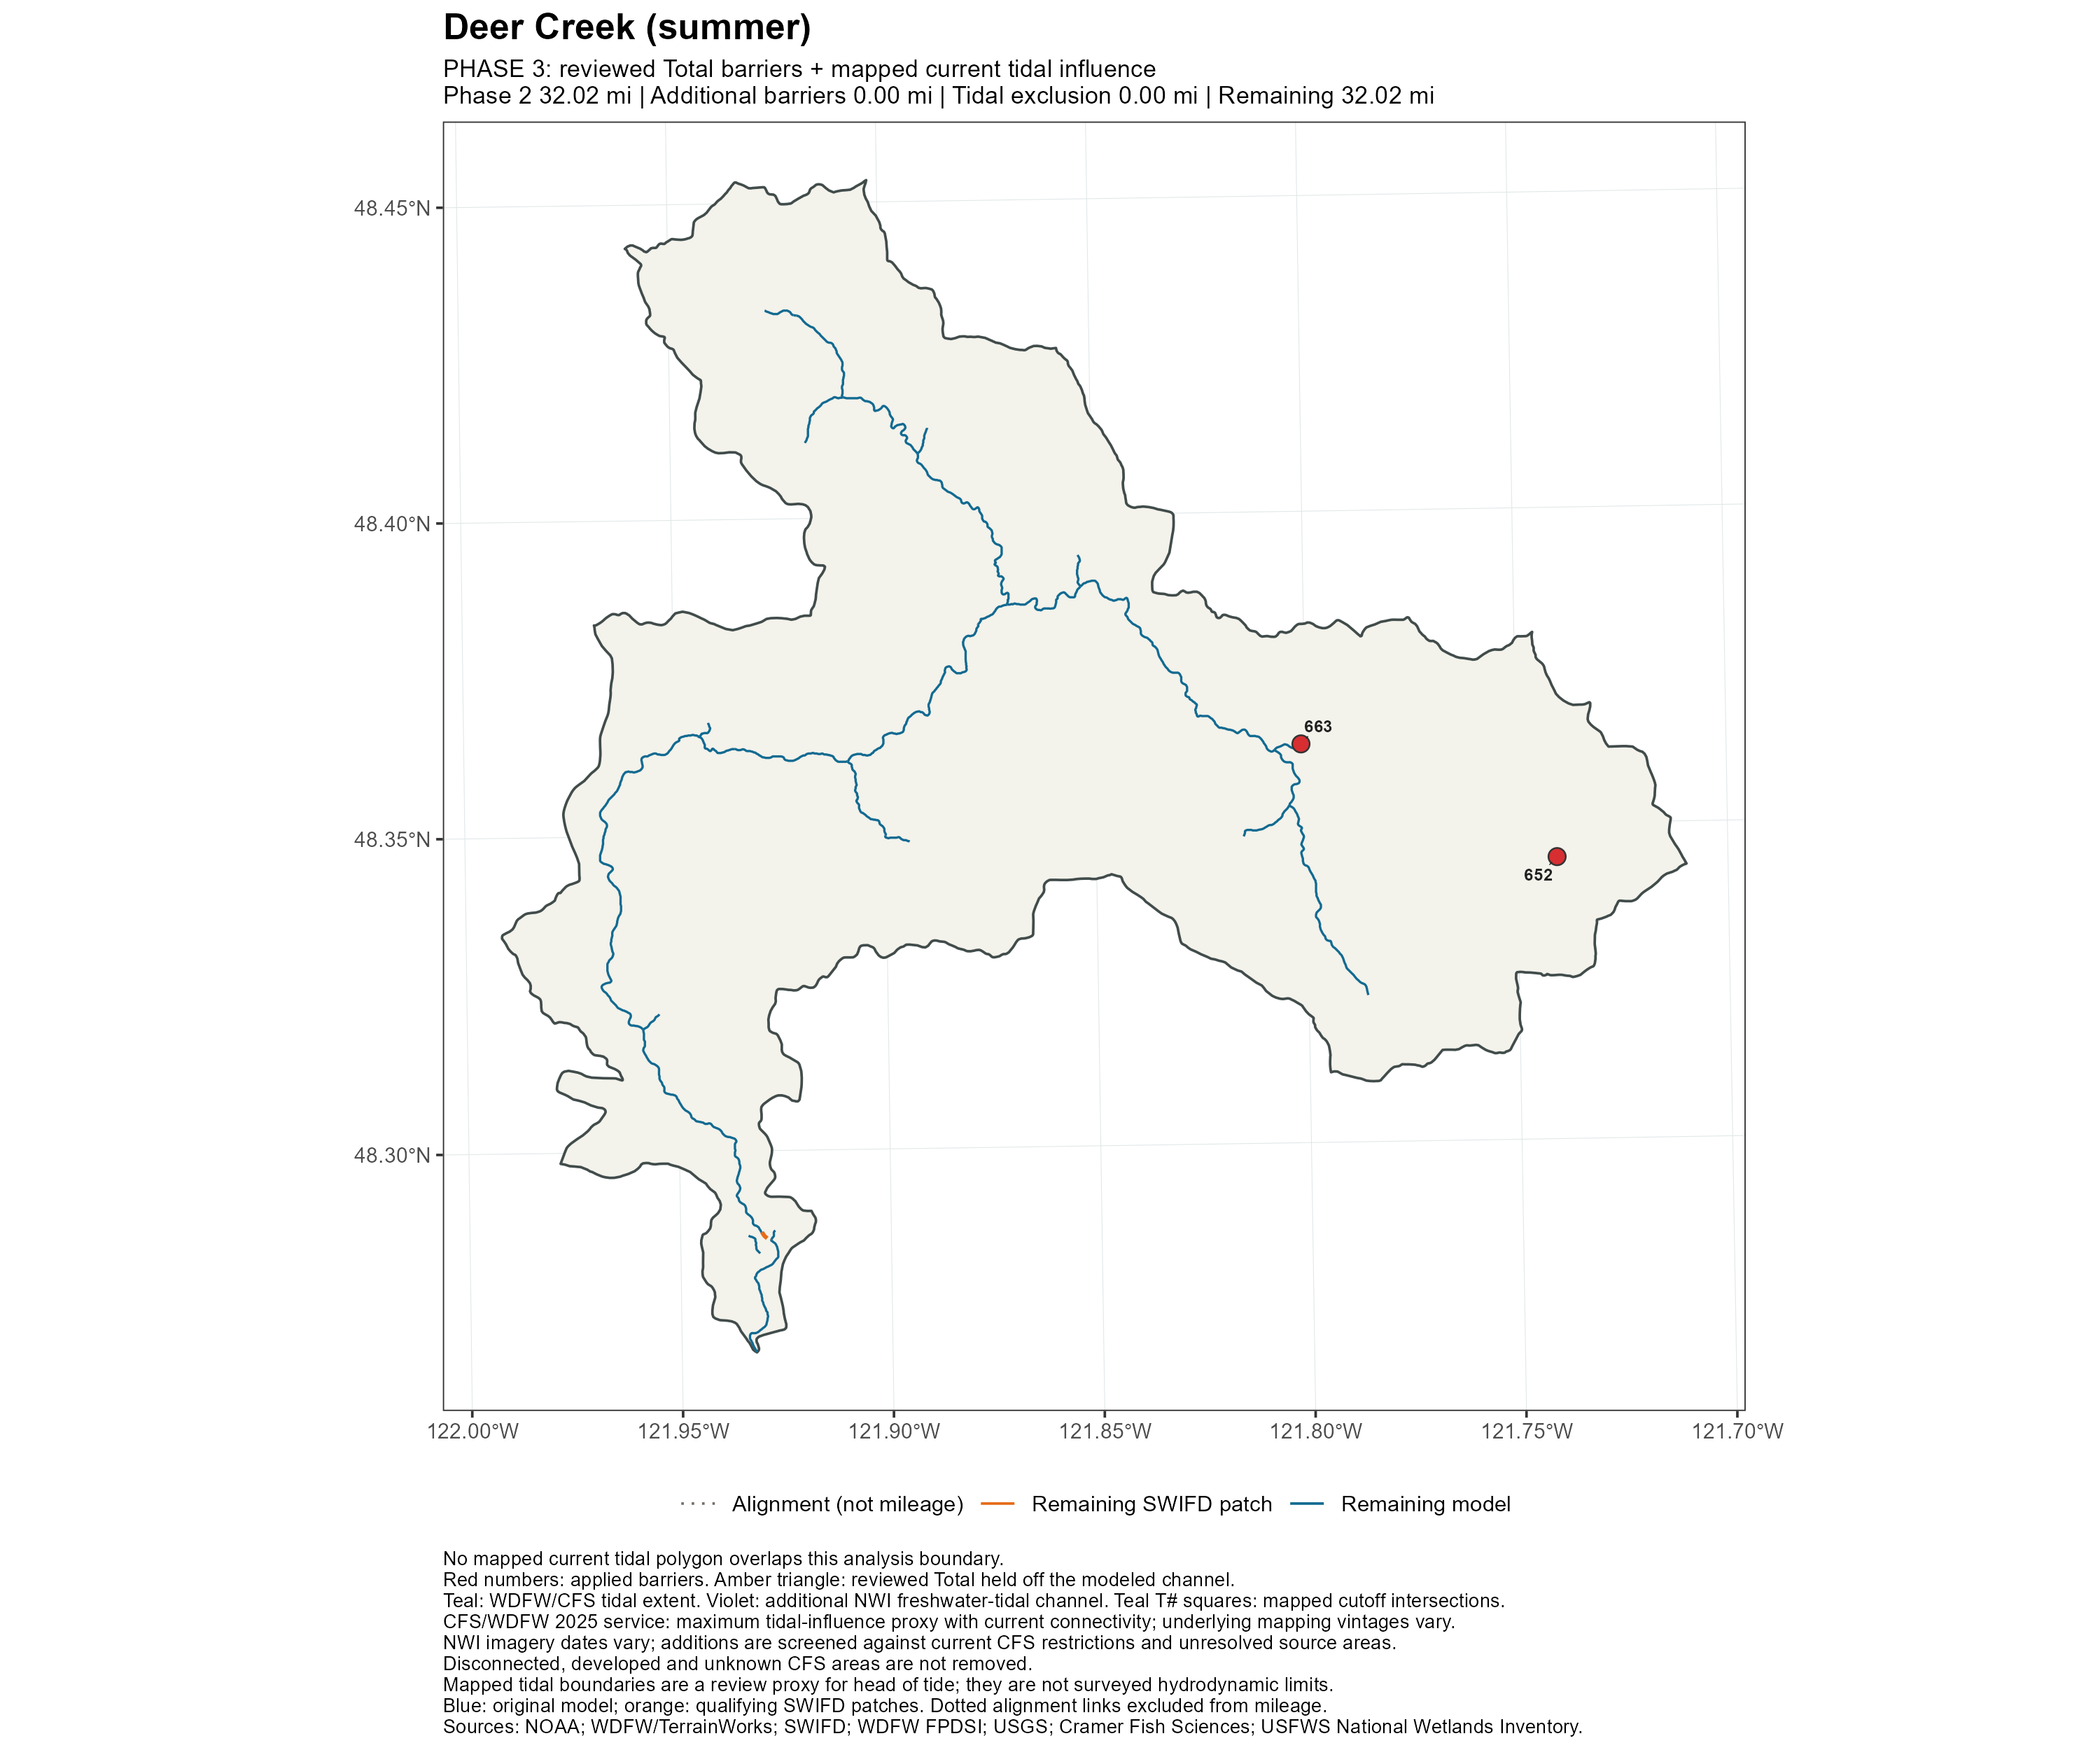 Deer Creek (summer)
PHASE 3: reviewed Total barriers + mapped current tidal influence
Phase 2 32.02 mi | Additional barriers 0.00 mi | Tidal exclusion 0.00 mi | Remaining 32.02 mi
48.45°N
48.40°N
663
48.35°N
652
48.30°N
122.00°W 121.95°W 121.90°W 121.85°W 121.80°W 121.75°W 121.70°W
Alignment (not mileage) Remaining SWIFD patch Remaining model
No mapped current tidal polygon overlaps this analysis boundary.
Red numbers: applied barriers. Amber triangle: reviewed Total held off the modeled channel.
Teal: WDFW/CFS tidal extent. Violet: additional NWI freshwater-tidal channel. Teal T# squares: mapped cutoff intersections.
CFS/WDFW 2025 service: maximum tidal-influence proxy with current connectivity; underlying mapping vintages vary.
NWI imagery dates vary; additions are screened against current CFS restrictions and unresolved source areas.
Disconnected, developed and unknown CFS areas are not removed.
Mapped tidal boundaries are a review proxy for head of tide; they are not surveyed hydrodynamic limits.
Blue: original model; orange: qualifying SWIFD patches. Dotted alignment links excluded from mileage.
Sources: NOAA; WDFW/TerrainWorks; SWIFD; WDFW FPDSI; USGS; Cramer Fish Sciences; USFWS National Wetlands Inventory.